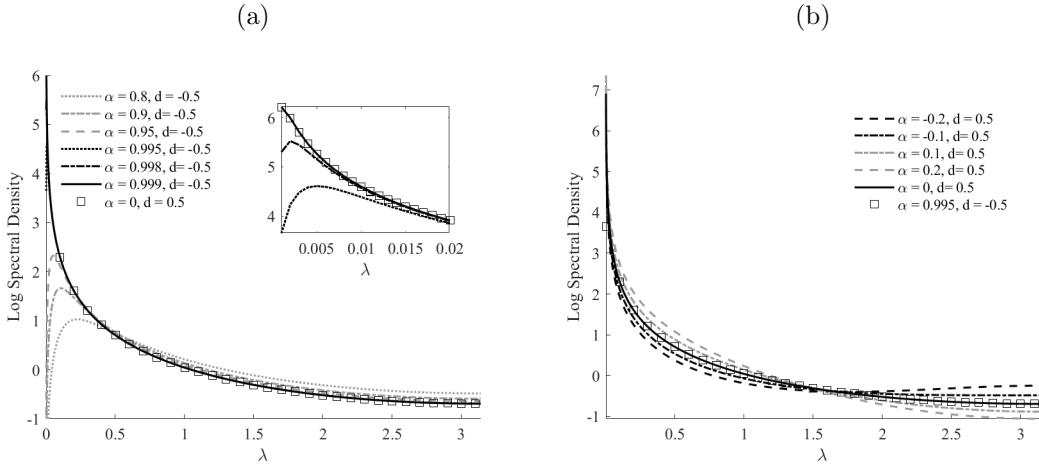 (a)
6
5
4
3
2
1
0
-1
Log Spectral Density
α = 0.8, d = -0.5
α = 0.9, d= -0.5
α = 0.95, d= -0.5
α = 0.995, d= -0.5
α = 0.998, d= -0.5
α = 0.999, d= -0.5
α = 0, d = 0.5
6
5
4
0.005 0.01 0.015 0.02
λ
0 0.5 1 1.5 2 2.5 3
λ
(b)
7
6
5
4
3
2
1
0
-1
Log Spectral Density
α = -0.2, d= 0.5
α = -0.1, d= 0.5
α = 0.1, d= 0.5
α = 0.2, d= 0.5
α = 0, d= 0.5
α = 0.995, d= -0.5
0.5 1 1.5 2 2.5 3
λ